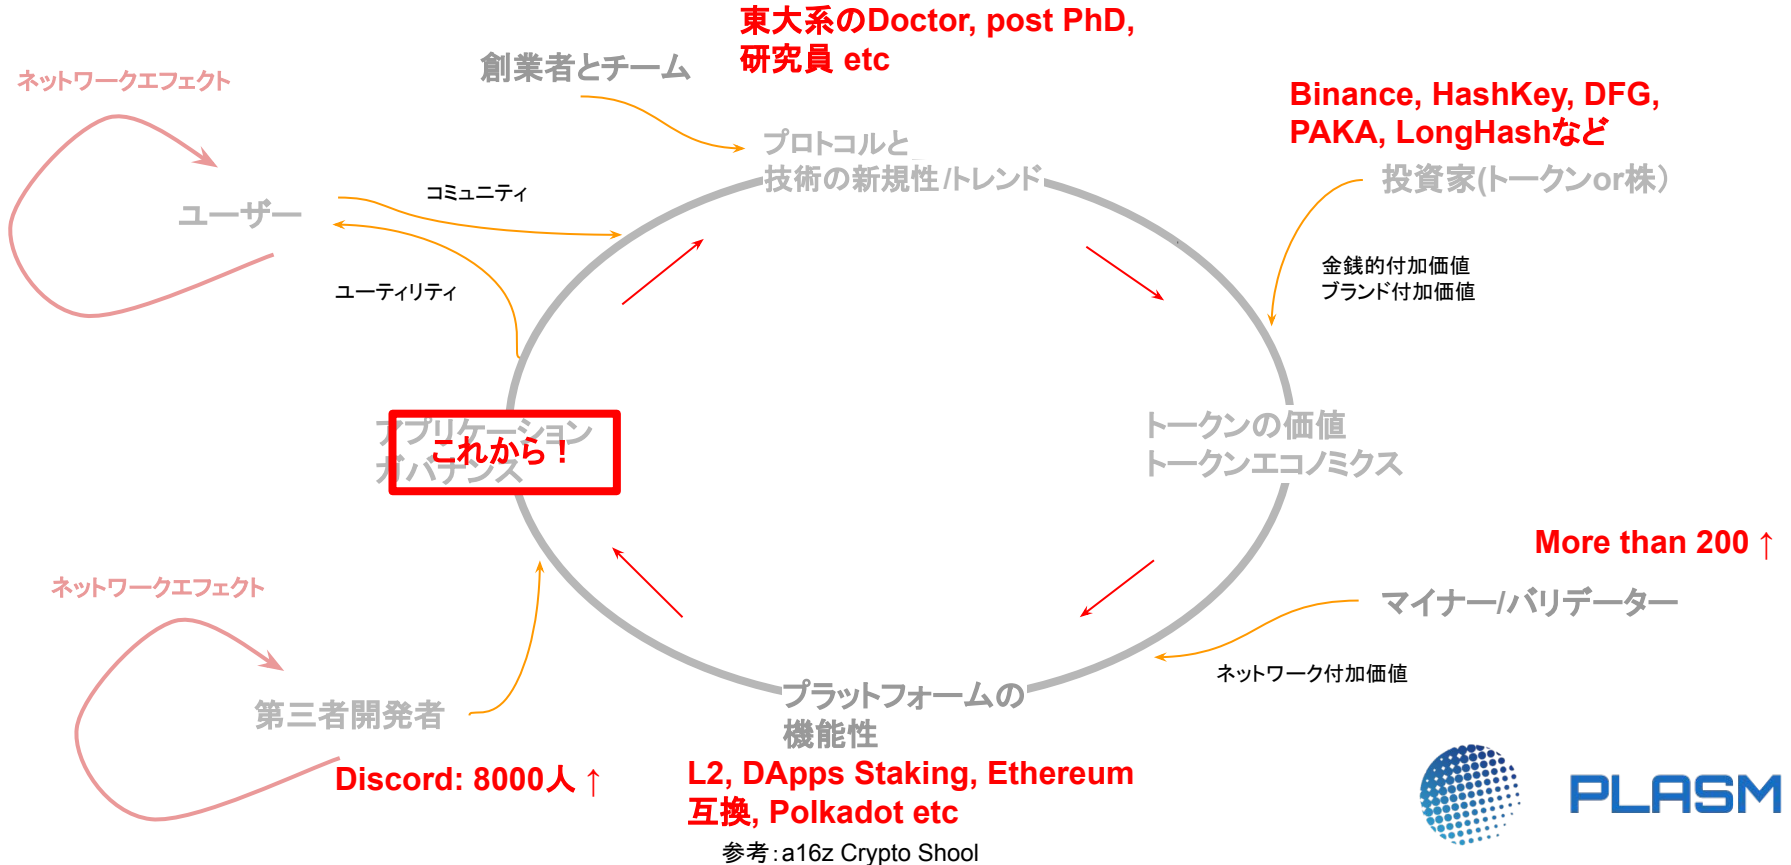 東大系のDoctor, post PhD,
研究員 etc
創業者とチーム
ネットワークエフェクト
Binance, HashKey, DFG,
PAKA, LongHashなど
プロトコルと
技術の新規性/トレンド
投資家(トークンor株)
コミュニティ
ユーザー
金銭的付加価値
ブランド付加価値
ユーティリティ
アプリケーション
ガバナンス
これから！
トークンの価値
トークンエコノミクス
More than 200 ↑
ネットワークエフェクト
マイナー/バリデーター
ネットワーク付加価値
プラットフォームの
機能性
第三者開発者
Discord: 8000人 ↑
L2, DApps Staking, Ethereum
互換, Polkadot etc
PLASM
参考：a16z Crypto Shool